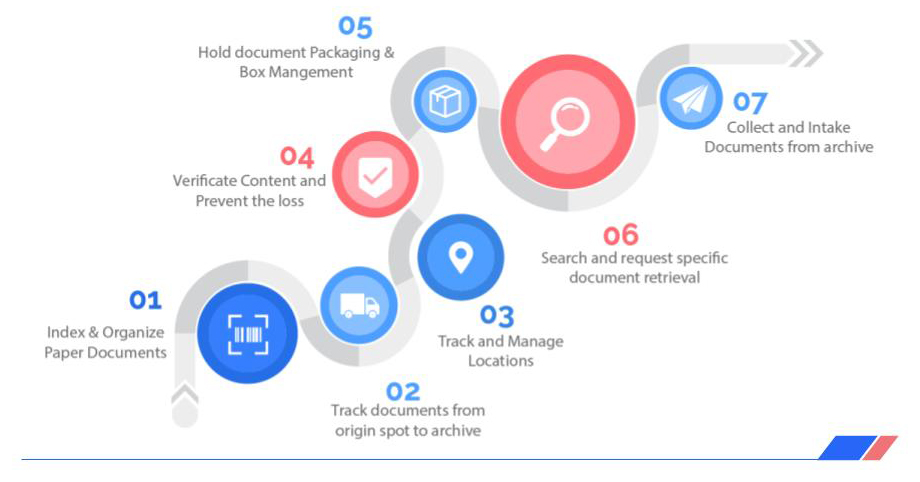 01
Index & Organize
Paper Documents
02
Track documents from
origin spot to archive
03
Track and Manage
Locations
04
Verificate Content and
Prevent the loss
05
Hold document Packaging &
Box Mangement
06
Search and request specific
document retrieval
07
Collect and Intake
Documents from archive